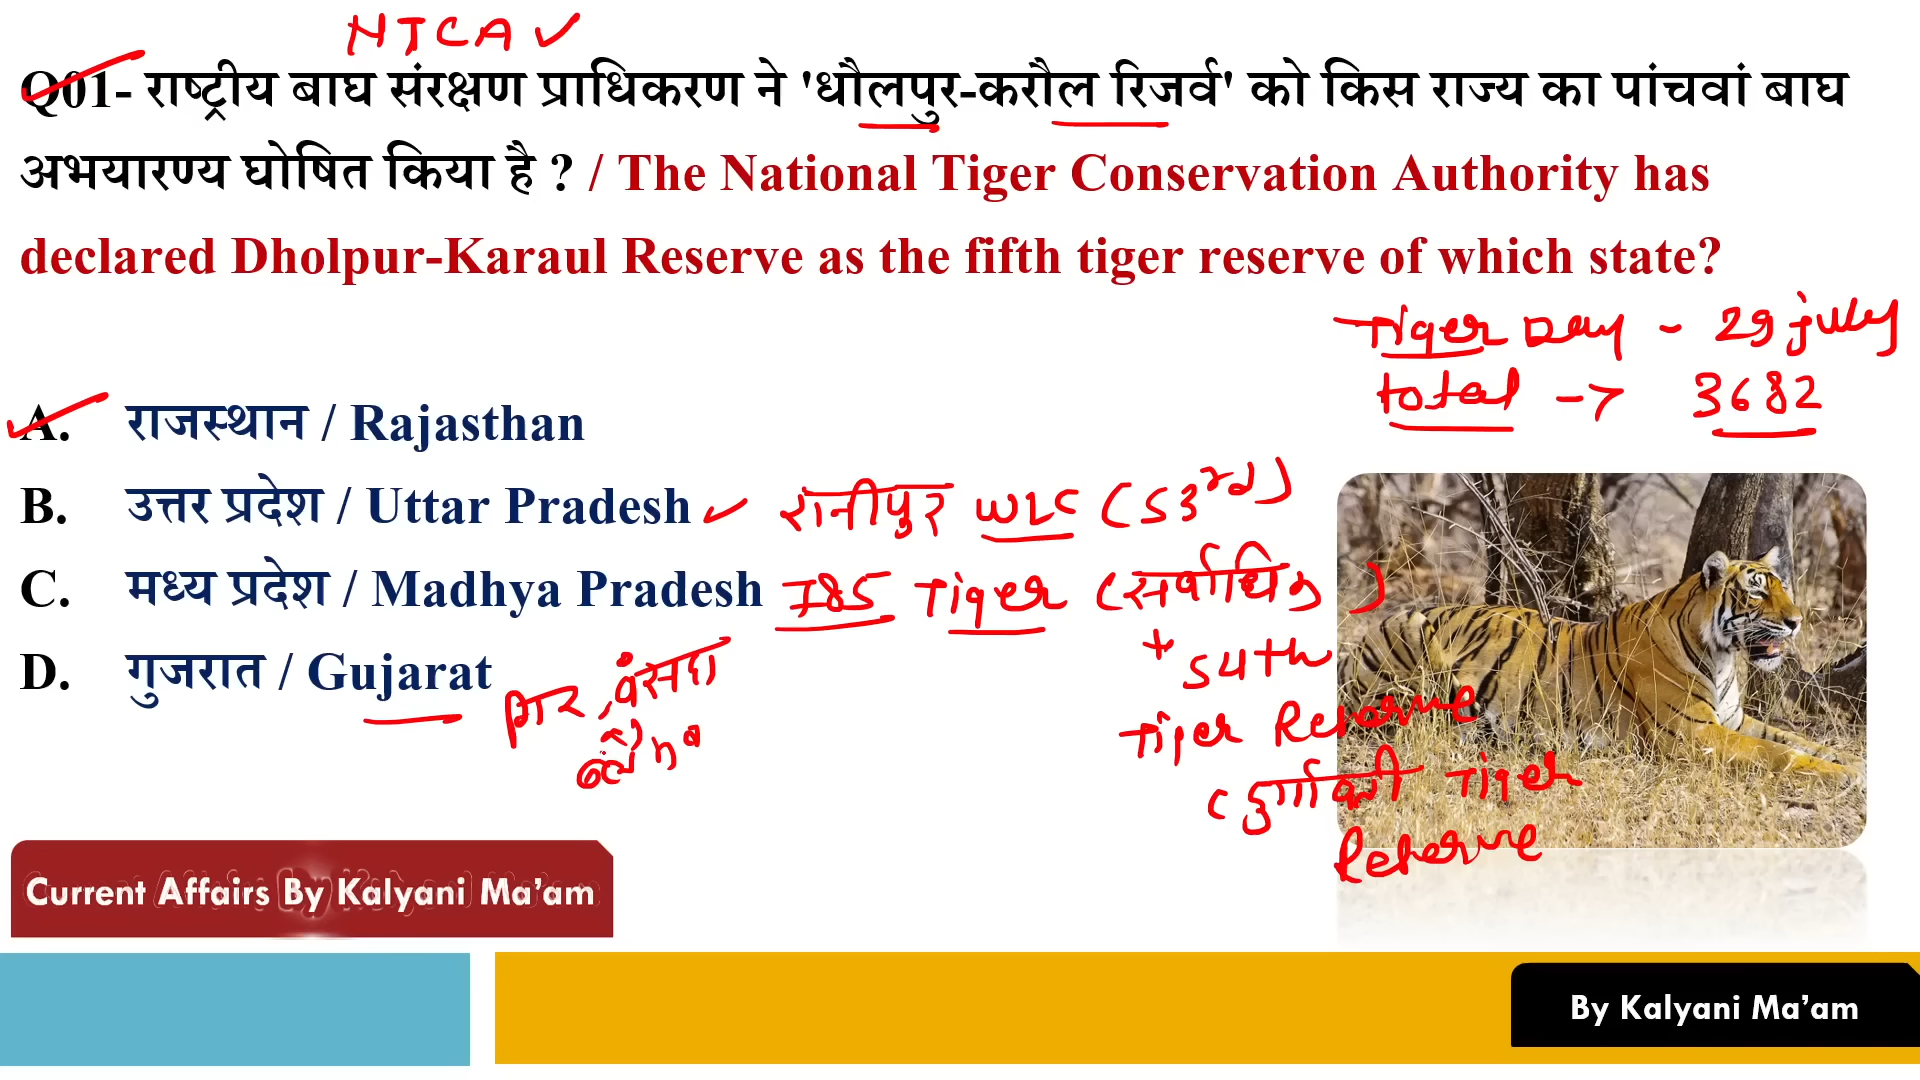 NTCA
Q01- राष्ट्रीय बाघ संरक्षण प्राधिकरण ने 'धौलपुर-करौल रिजर्व' को किस राज्य का पांचवां बाघ
अभयारण्य घोषित किया है ? / The National Tiger Conservation Authority has
declared Dholpur-Karaul Reserve as the fifth tiger reserve of which state?
Tiger Day - 29 july
total → 3682
A. राजस्थान / Rajasthan
B. उत्तर प्रदेश / Uttar Pradesh रानीपुर WLC (53rd)
C. मध्य प्रदेश / Madhya Pradesh 785 Tiger (सर्वाधिक)
+ 54th
Tiger Reserve
D. गुजरात / Gujarat
Tiger
Reserve
Current Affairs By Kalyani Ma’am
By Kalyani Ma’am